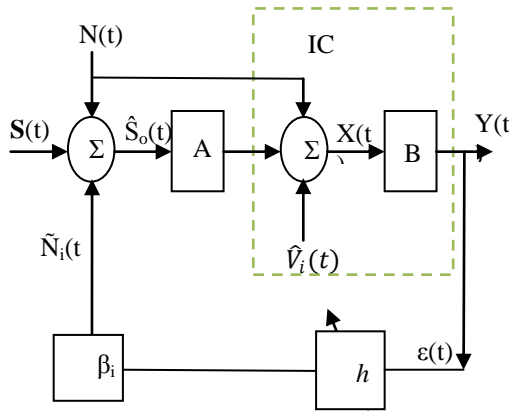 N(t)
IC
S(t)
Σ
Ŝo(t)
A
Σ
X(t
)
B
Y(t
Ñi(t
V̂i(t)
βi
h
ε(t)